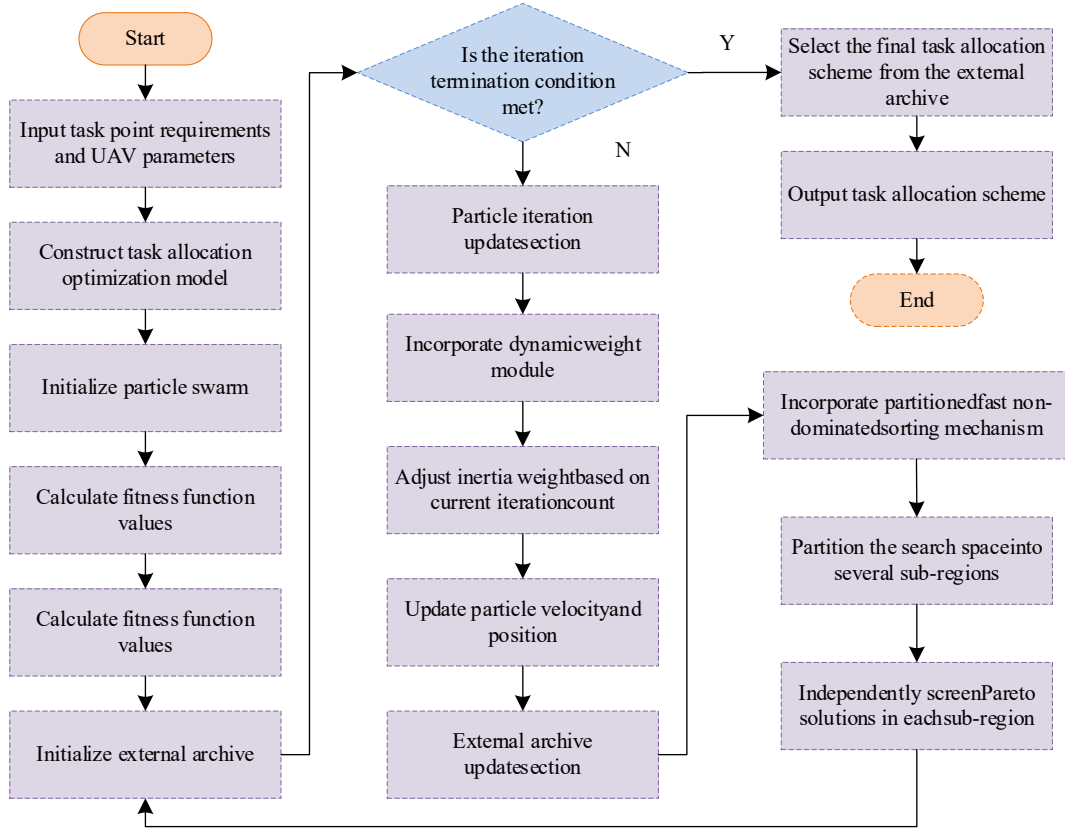 Start
Input task point requirements
and UAV parameters
Construct task allocation
optimization model
Initialize particle swarm
Calculate fitness function
values
Calculate fitness function
values
Initialize external archive
Is the iteration
termination condition
met?
Y
N
Particle iteration
updatesection
Incorporate dynamicweight
module
Adjust inertia weightbased on
current iterationcount
Update particle velocityand
position
External archive
updatesection
Select the final task allocation
scheme from the external
archive
Output task allocation scheme
End
Incorporate partitionedfast non-
dominatedsorting mechanism
Partition the search spaceinto
several sub-regions
Independently screenPareto
solutions in eachsub-region